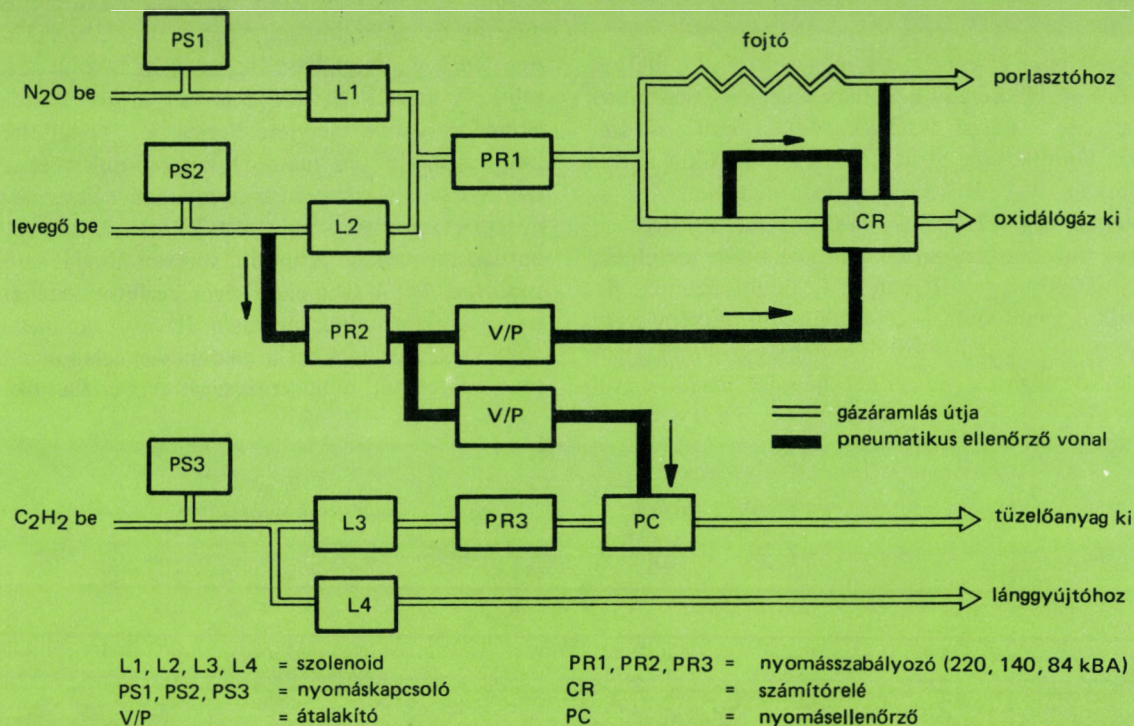 PS1
fojtó
N₂O be
L1
porlasztóhoz
PS2
PR1
levegő be
L2
CR
oxidálógáz ki
PR2
V/P
V/P
gázáramlás útja
pneumatikus ellenőrző vonal
PS3
C₂H₂ be
L3
PR3
PC
tüzelőanyag ki
L4
lánggyújtóhoz
L1, L2, L3, L4 = szolenoid
PS1, PS2, PS3 = nyomáskapcsoló
V/P = átalakító
PR1, PR2, PR3 = nyomásszabályozó (220, 140, 84 kBA)
CR = számítórelé
PC = nyomásellenőrző